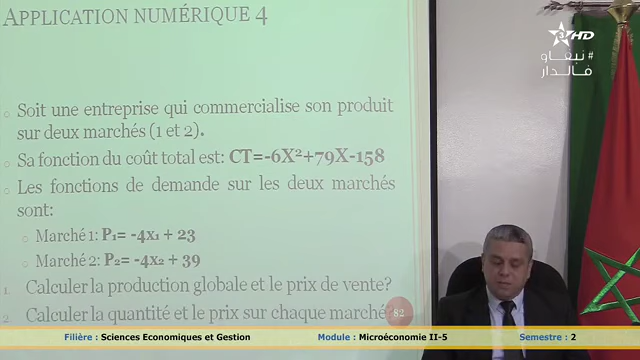 APPLICATION NUMÉRIQUE 4
3 HD
#نبقاو
فالدار
Soit une entreprise qui commercialise son produit
sur deux marchés (1 et 2).
Sa fonction du coût total est: CT=-6X²+79X-158
Les fonctions de demande sur les deux marchés
sont:
Marché 1: P₁= -4x₁ + 23
Marché 2: P₂= -4x₂ + 39
1. Calculer la production globale et le prix de vente?
2. Calculer la quantité et le prix sur chaque marché?
82
Filière : Sciences Economiques et Gestion Module : Microéconomie II-5 Semestre : 2